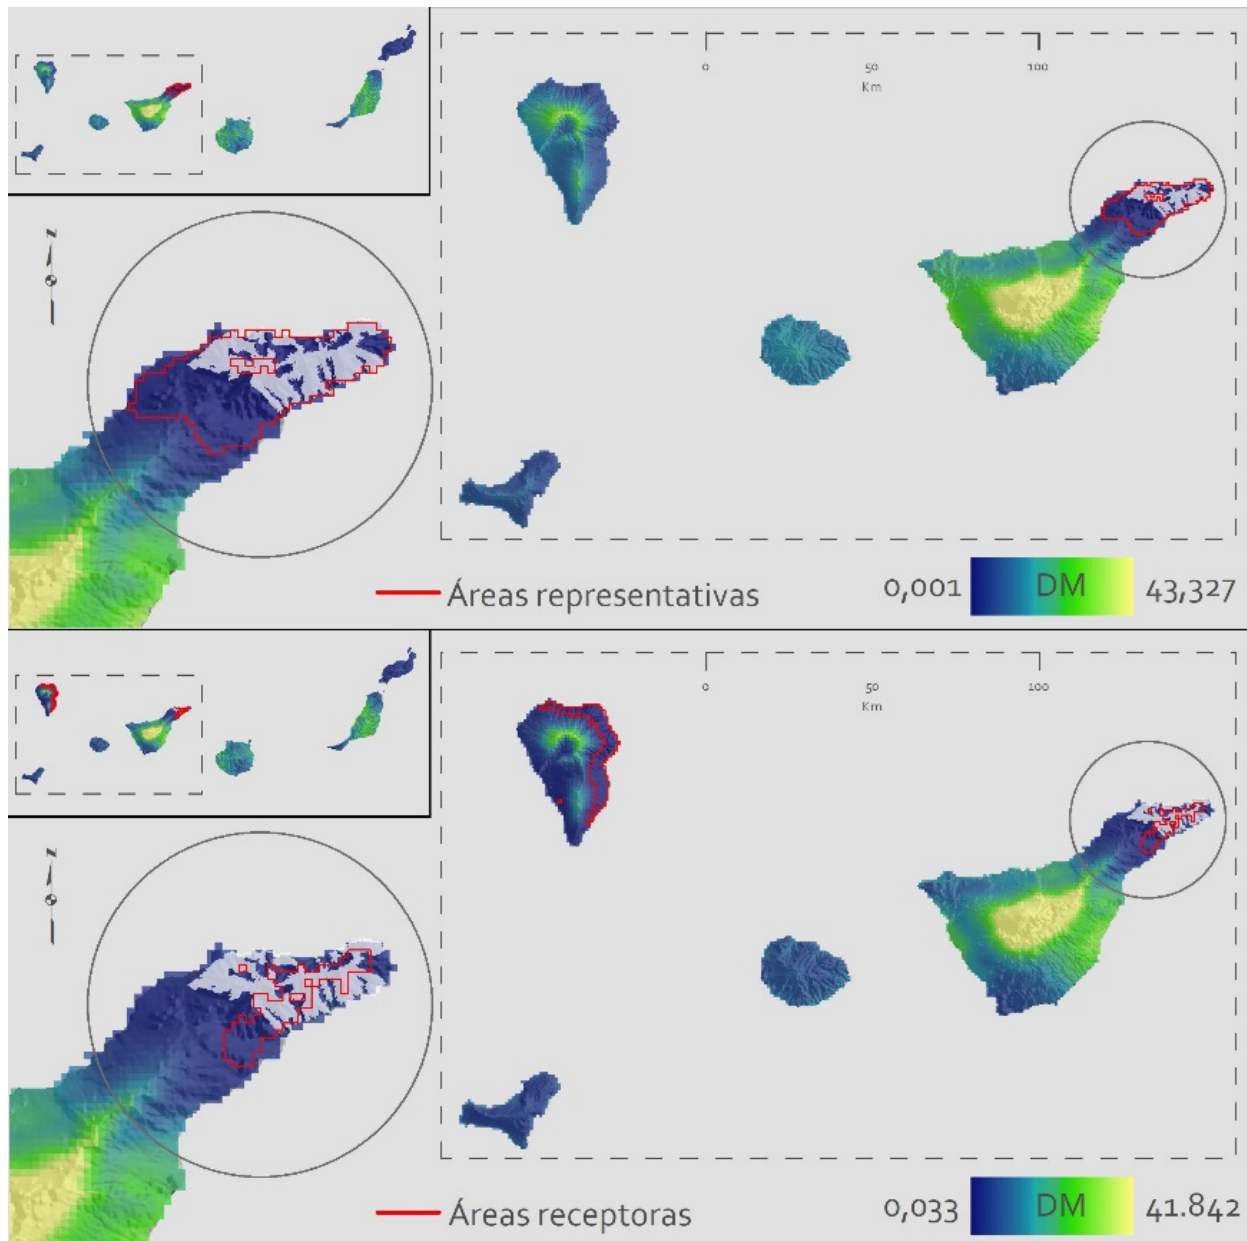 0 50 100
Km
N
Áreas representativas
0,001 DM 43,327
0 50 100
Km
N
Áreas receptoras
0,033 DM 41.842